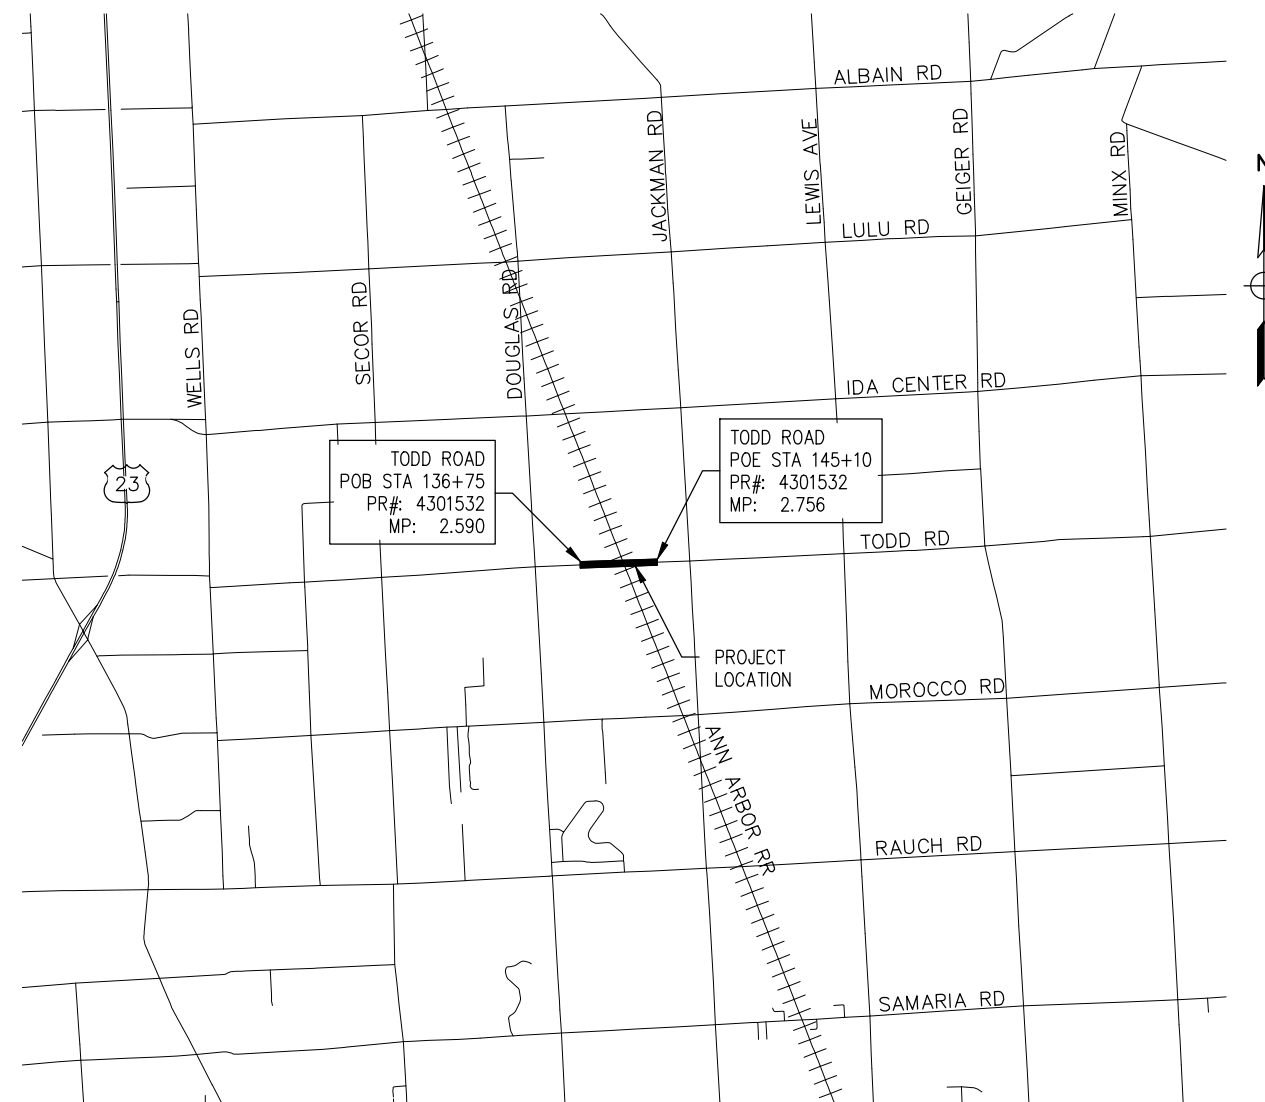 ALBAIN RD
JACKMAN RD
LEWIS AVE
GEIGER RD
MINX RD
N
LULU RD
WELLS RD
SECOR RD
DOUGLAS RD
IDA CENTER RD
23
TODD ROAD
POB STA 136+75
PR#: 4301532
MP: 2.590
TODD ROAD
POE STA 145+10
PR#: 4301532
MP: 2.756
TODD RD
PROJECT
LOCATION
MOROCCO RD
ANN ARBOR RR
RAUCH RD
SAMARIA RD